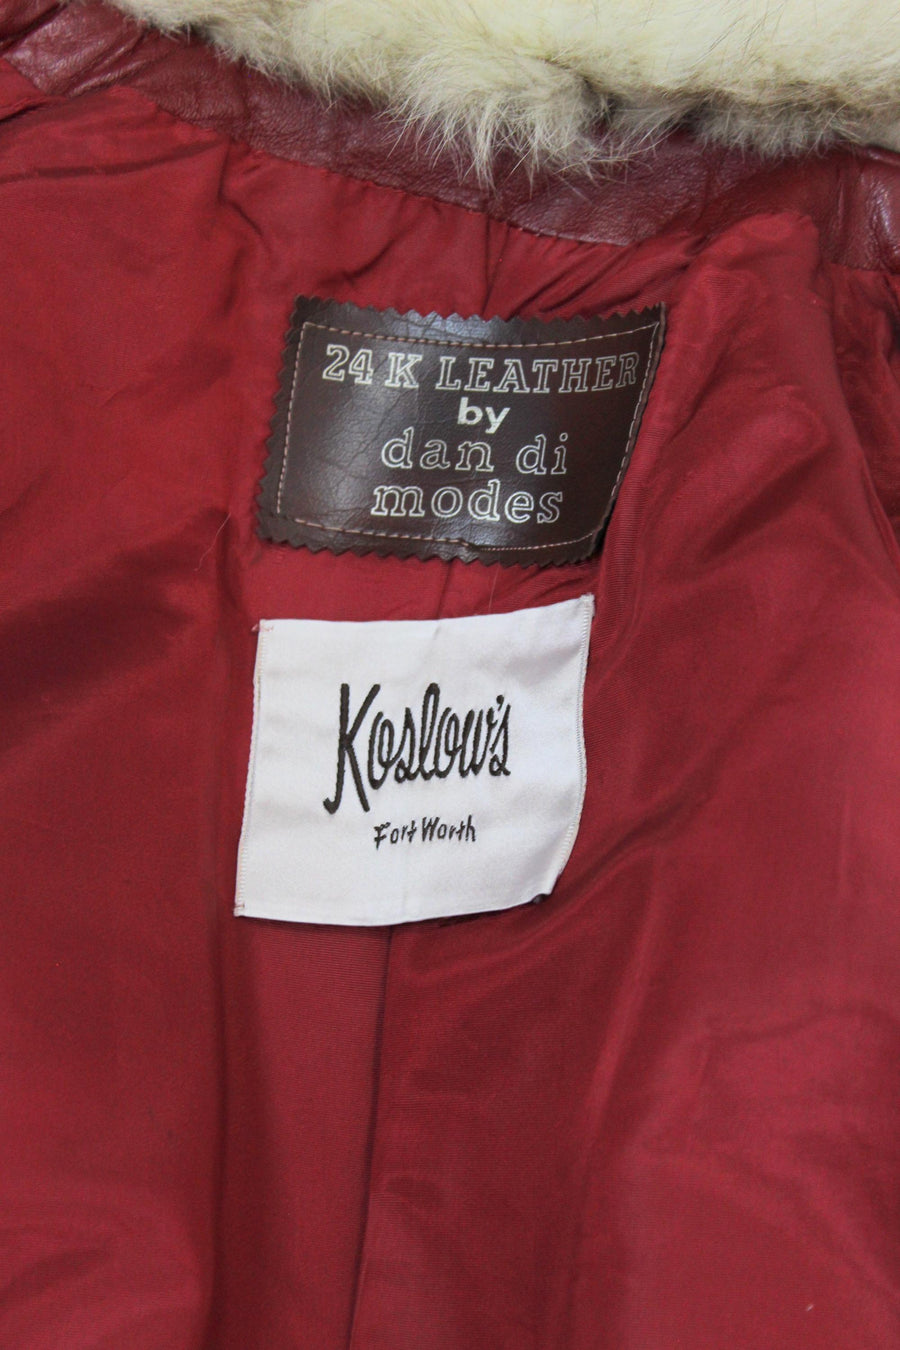 24 K LEATHER
by
dan di
modes
Koslow's
Fort Worth